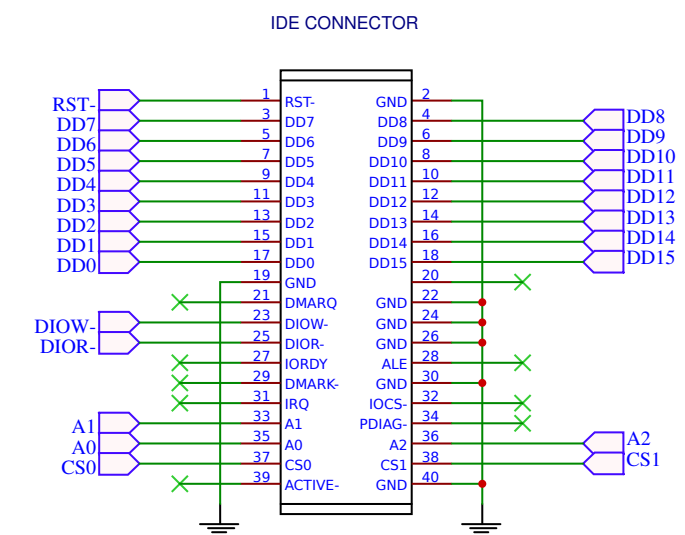 IDE CONNECTOR
RST- 1 RST- GND 2
DD7 3 DD7 DD8 4 DD8
DD6 5 DD6 DD9 6 DD9
DD5 7 DD5 DD10 8 DD10
DD4 9 DD4 DD11 10 DD11
DD3 11 DD3 DD12 12 DD12
DD2 13 DD2 DD13 14 DD13
DD1 15 DD1 DD14 16 DD14
DD0 17 DD0 DD15 18 DD15
19 GND 20
21 DMARQ GND 22
DIOW- 23 DIOW- GND 24
DIOR- 25 DIOR- GND 26
27 IORDY ALE 28
29 DMARK- GND 30
31 IRQ IOCS- 32
A1 33 A1 PDIAG- 34
A0 35 A0 A2 36 A2
CS0 37 CS0 CS1 38 CS1
39 ACTIVE- GND 40